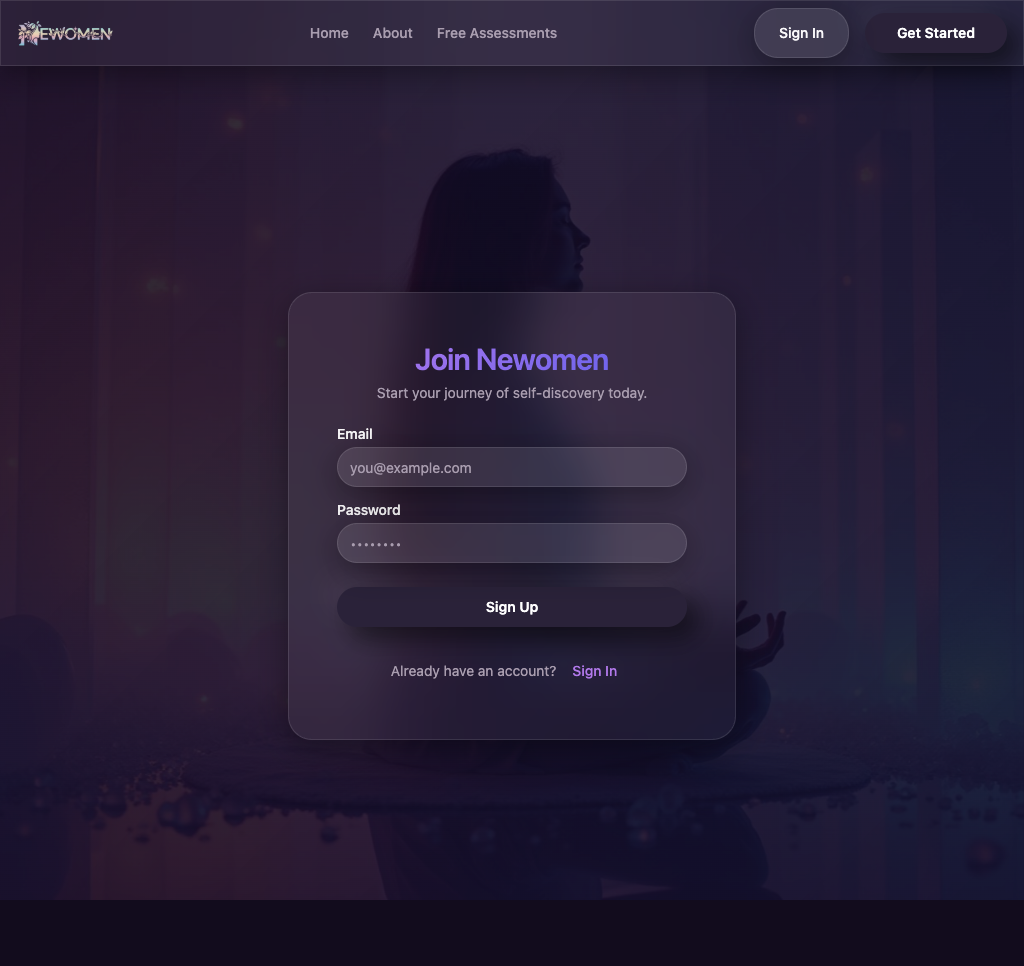 NEWOMEN
Home
About
Free Assessments
Sign In
Get Started
Join Newomen
Start your journey of self-discovery today.
Email
you@example.com
Password
••••••••
Sign Up
Already have an account? Sign In